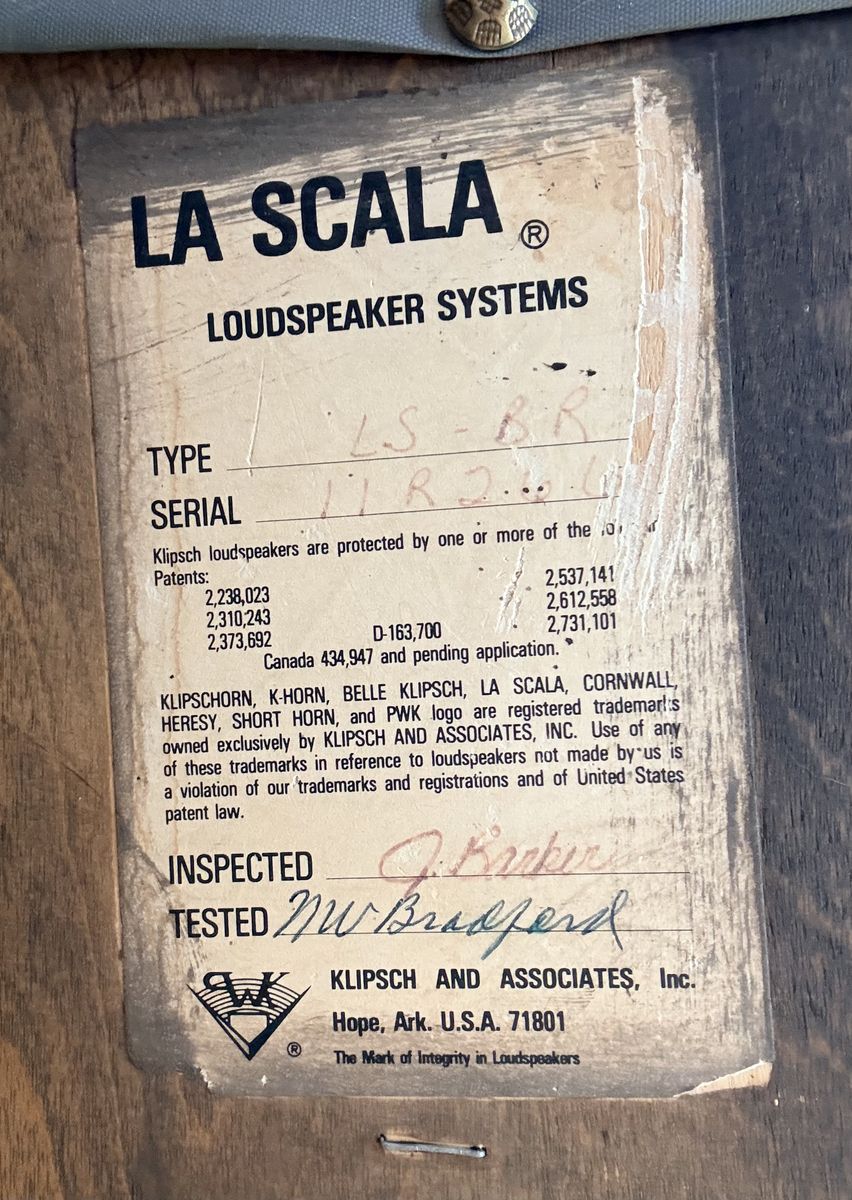 LA SCALA ®
LOUDSPEAKER SYSTEMS
TYPE LS-BR
SERIAL 11R266
Klipsch loudspeakers are protected by one or more of the
Patents:
2,238,023 2,537,141
2,310,243 2,612,558
2,373,692 D-163,700 2,731,101
Canada 434,947 and pending application.
KLIPSCHORN, K-HORN, BELLE KLIPSCH, LA SCALA, CORNWALL,
HERESY, SHORT HORN, and PWK logo are registered trademarks
owned exclusively by KLIPSCH AND ASSOCIATES, INC. Use of any
of these trademarks in reference to loudspeakers not made by us is
a violation of our trademarks and registrations and of United States
patent law.
INSPECTED J. Barker
TESTED MW Bradford
PWK ®
KLIPSCH AND ASSOCIATES, Inc.
Hope, Ark. U.S.A. 71801
The Mark of Integrity in Loudspeakers